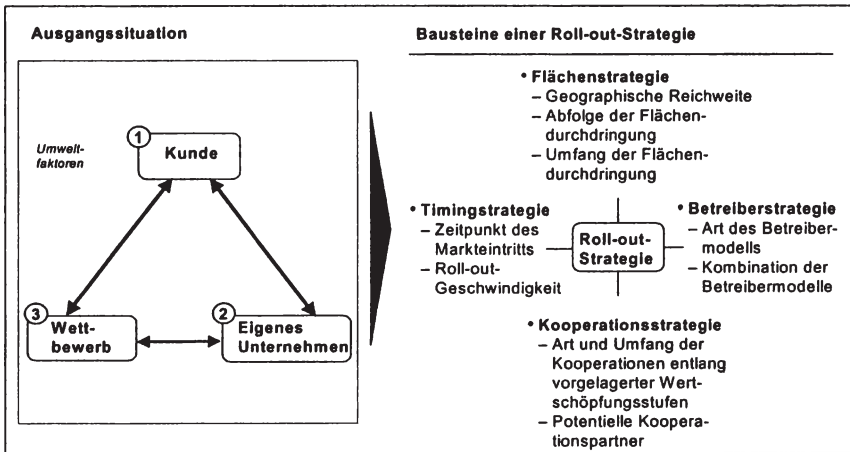 Ausgangssituation
Umwelt-
faktoren
1
Kunde
3
Wett-
bewerb
2
Eigenes
Unternehmen
Bausteine einer Roll-out-Strategie
• Flächenstrategie
– Geographische Reichweite
– Abfolge der Flächen-
durchdringung
– Umfang der Flächen-
durchdringung
• Timingstrategie
– Zeitpunkt des
Markteintritts
– Roll-out-
Geschwindigkeit
Roll-out-
Strategie
• Betreiberstrategie
– Art des Betreiber-
modells
– Kombination der
Betreibermodelle
• Kooperationsstrategie
– Art und Umfang der
Kooperationen entlang
vorgelagerter Wert-
schöpfungsstufen
– Potentielle Koopera-
tionspartner